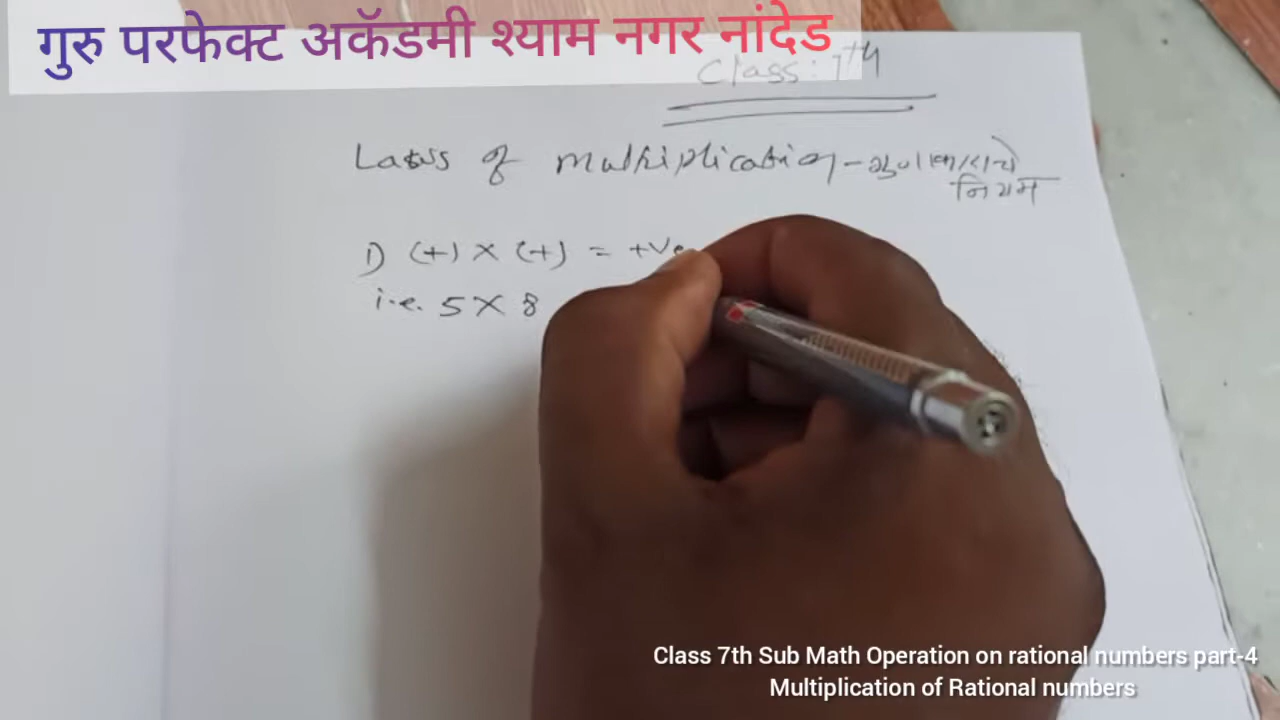 गुरु परफेक्ट अकॅडमी श्याम नगर नांदेड
Class : 7th
Laws of multiplication - गुणाकाराचे
नियम
1) (+) × (+) = +ve
i.e. 5 × 8
Class 7th Sub Math Operation on rational numbers part-4
Multiplication of Rational numbers